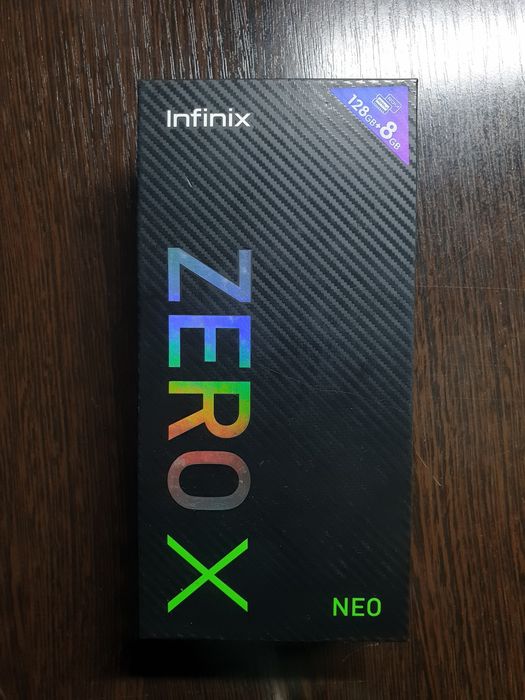 Infinix
128GB+8GB
ZERO X
NEO